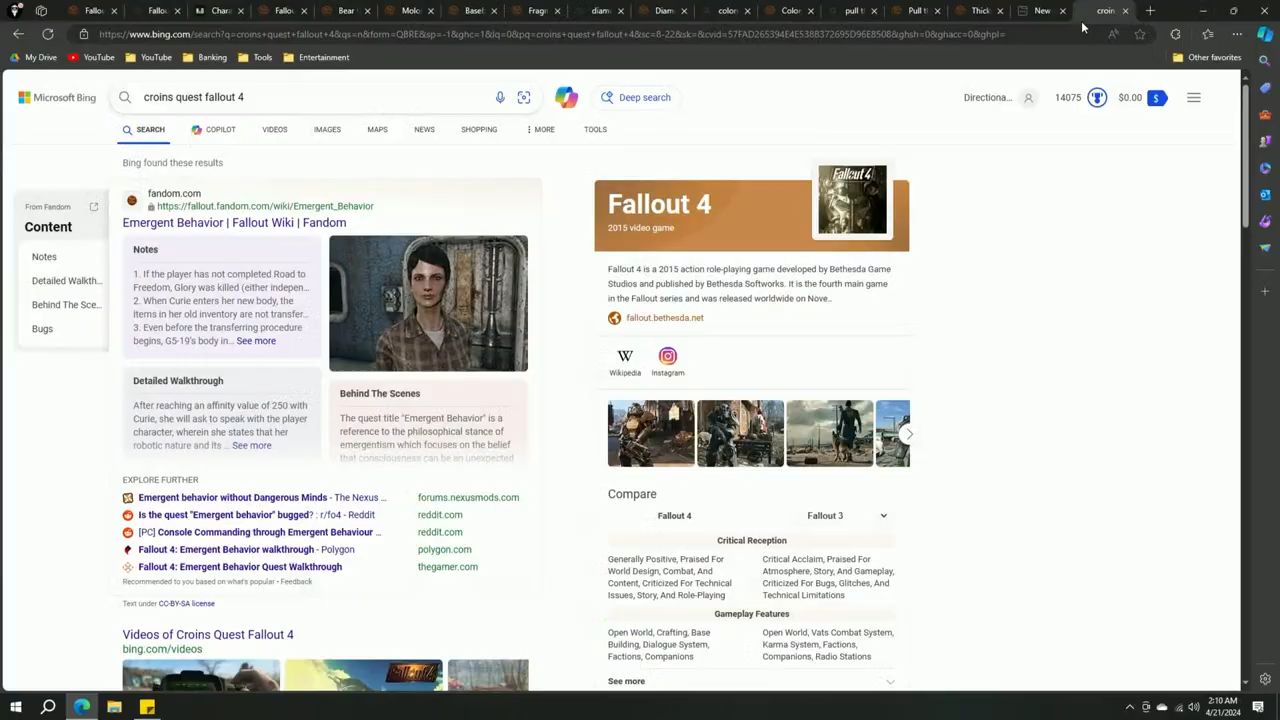 Fallou
Fallou
Chara
Fallou
Bear
Molo
Baseb
Fragm
diam
diam
color
Color
pull t
Pull t
Thick
New
croin
https://www.bing.com/search?q=croins+quest+fallout+4&qs=n&form=QBRE&sp=-1&ghc=1&lq=0&pq=croins+quest+fallout+4&sc=8-22&sk=&cvid=57FAD265394E4E5388372695D96E8508&ghsh=0&ghacc=0&ghpl=
My Drive
YouTube
YouTube
Banking
Tools
Entertainment
Other favorites
Microsoft Bing
croins quest fallout 4
Deep search
Directiona...
14075
$0.00
SEARCH
COPILOT
VIDEOS
IMAGES
MAPS
NEWS
SHOPPING
MORE
TOOLS
Bing found these results
From Fandom
Content
Notes
Detailed Walkth...
Behind The Sce...
Bugs
fandom.com
https://fallout.fandom.com/wiki/Emergent_Behavior
Emergent Behavior | Fallout Wiki | Fandom
Notes
1. If the player has not completed Road to
Freedom, Glory was killed (either indepen...
2. When Curie enters her new body, the
items in her old inventory are not transfer...
3. Even before the transferring procedure
begins, G5-19's body in... See more
Detailed Walkthrough
After reaching an affinity value of 250 with
Curie, she will ask to speak with the player
character, wherein she states that her
robotic nature and its ... See more
Behind The Scenes
The quest title "Emergent Behavior" is a
reference to the philosophical stance of
emergentism which focuses on the belief
that consciousness can be an unexpected
EXPLORE FURTHER
Emergent behavior without Dangerous Minds - The Nexus ...
forums.nexusmods.com
Is the quest "Emergent behavior" bugged? : r/fo4 - Reddit
reddit.com
[PC] Console Commanding through Emergent Behaviour ...
reddit.com
Fallout 4: Emergent Behavior walkthrough - Polygon
polygon.com
Fallout 4: Emergent Behavior Quest Walkthrough
thegamer.com
Recommended to you based on what's popular • Feedback
Text under CC-BY-SA license
Videos of Croins Quest Fallout 4
bing.com/videos
Fallout 4
2015 video game
Fallout 4
Fallout 4 is a 2015 action role-playing game developed by Bethesda Game
Studios and published by Bethesda Softworks. It is the fourth main game
in the Fallout series and was released worldwide on Nove..
fallout.bethesda.net
W
Wikipedia
Instagram
Compare
Fallout 4
Fallout 3
Critical Reception
Generally Positive, Praised For
World Design, Combat, And
Content, Criticized For Technical
Issues, Story, And Role-Playing
Critical Acclaim, Praised For
Atmosphere, Story, And Gameplay,
Criticized For Bugs, Glitches, And
Technical Limitations
Gameplay Features
Open World, Crafting, Base
Building, Dialogue System,
Factions, Companions
Open World, Vats Combat System,
Karma System, Factions,
Companions, Radio Stations
See more
2:10 AM
4/21/2024